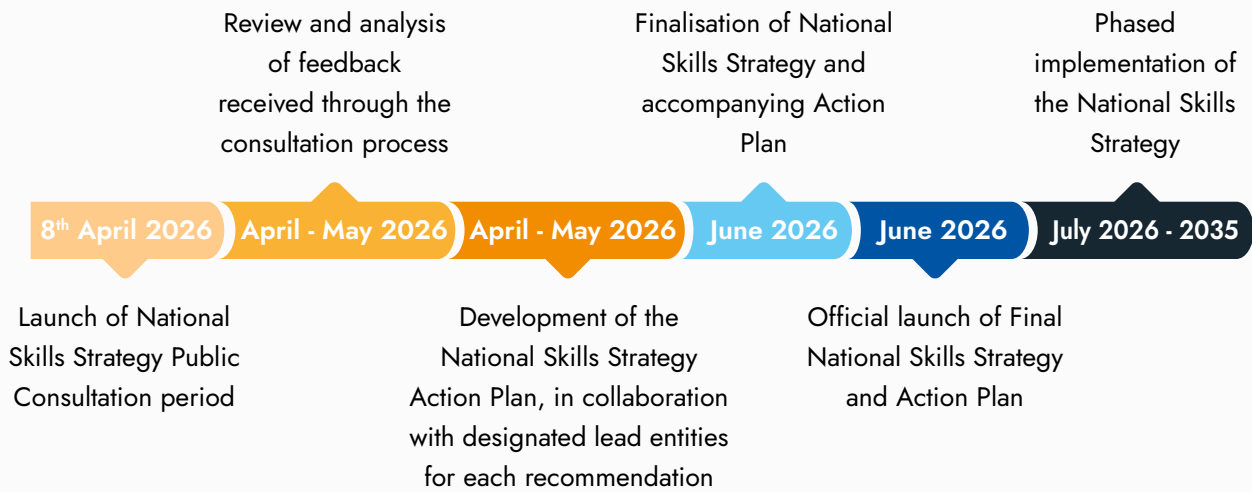 Review and analysis
of feedback
received through the
consultation process
Finalisation of National
Skills Strategy and
accompanying Action
Plan
Phased
implementation of
the National Skills
Strategy
8th April 2026
April - May 2026
April - May 2026
June 2026
June 2026
July 2026 - 2035
Launch of National
Skills Strategy Public
Consultation period
Development of the
National Skills Strategy
Action Plan, in collaboration
with designated lead entities
for each recommendation
Official launch of Final
National Skills Strategy
and Action Plan